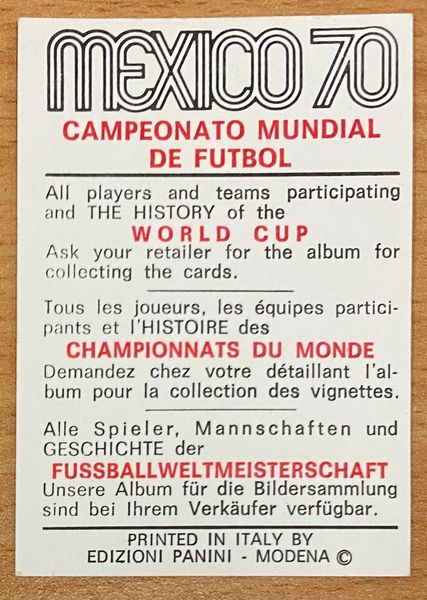 MEXICO 70
CAMPEONATO MUNDIAL
DE FUTBOL
All players and teams participating
and THE HISTORY of the
WORLD CUP
Ask your retailer for the album for
collecting the cards.
Tous les joueurs, les équipes partici-
pants et l'HISTOIRE des
CHAMPIONNATS DU MONDE
Demandez chez votre détaillant l'al-
bum pour la collection des vignettes.
Alle Spieler, Mannschaften und
GESCHICHTE der
FUSSBALLWELTMEISTERSCHAFT
Unsere Album für die Bildersammlung
sind bei Ihrem Verkäufer verfügbar.
PRINTED IN ITALY BY
EDIZIONI PANINI - MODENA ©